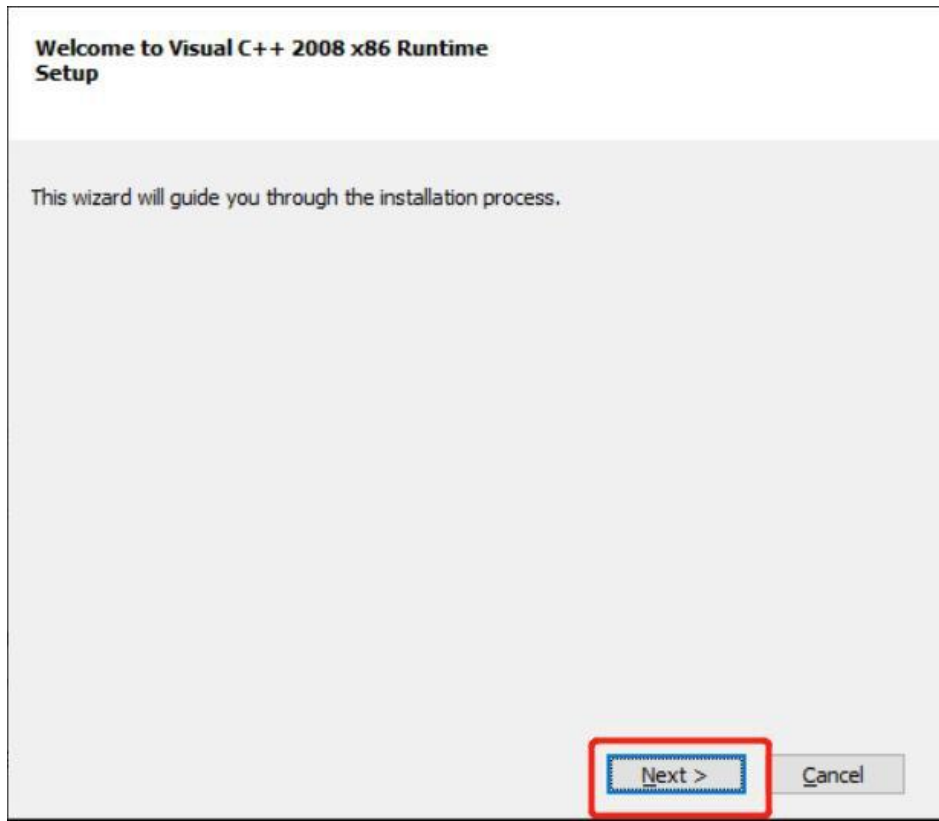 Welcome to Visual C++ 2008 x86 Runtime
Setup
This wizard will guide you through the installation process.
Next >
Cancel